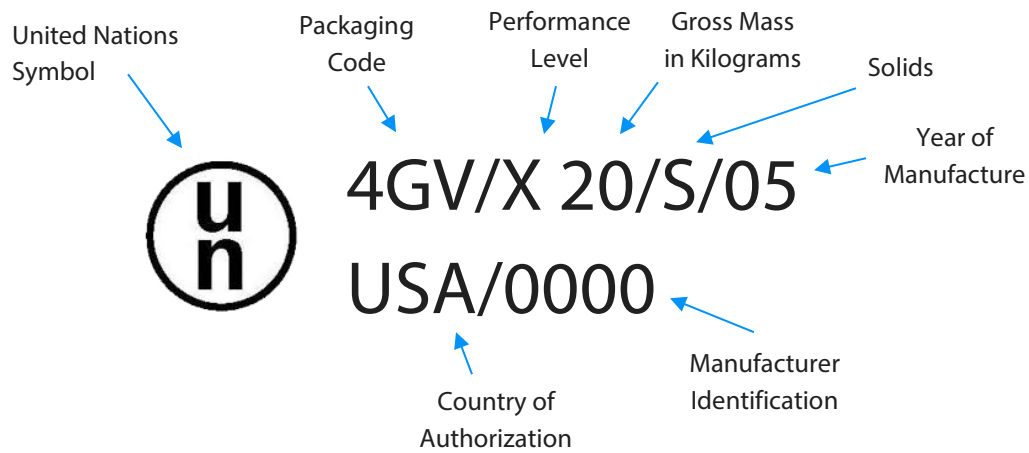 United Nations
Symbol
Packaging
Code
Performance
Level
Gross Mass
in Kilograms
Solids
Year of
Manufacture
u
n
4GV/X 20/S/05
USA/0000
Country of
Authorization
Manufacturer
Identification